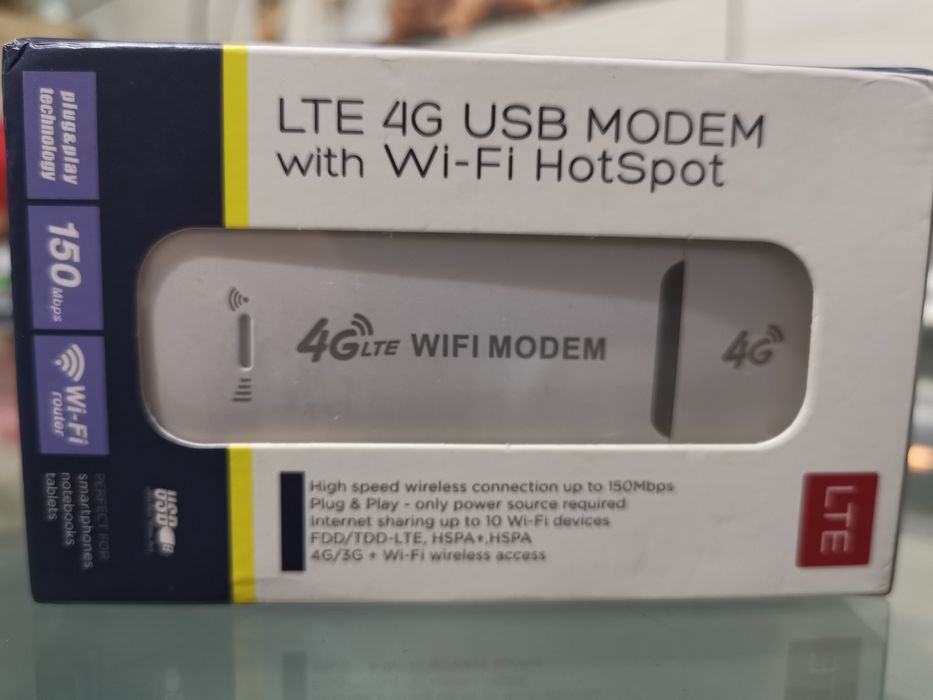 LTE 4G USB MODEM
with Wi-Fi HotSpot
plug&play
technology
150 Mbps
Wi-Fi
router
PERFECT FOR
smartphones
notebooks
tablets
USB
4G LTE WIFI MODEM
4G
High speed wireless connection up to 150Mbps
Plug & Play - only power source required
Internet sharing up to 10 Wi-Fi devices
FDD/TDD-LTE, HSPA+,HSPA
4G/3G + Wi-Fi wireless access
LTE